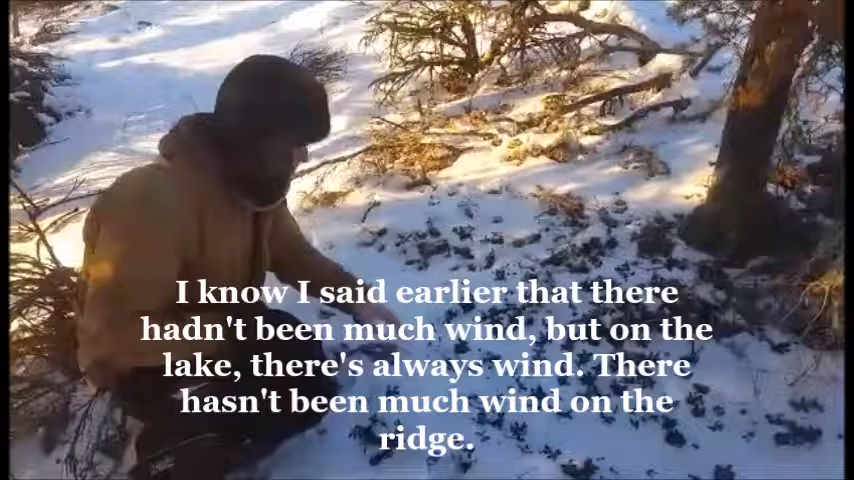 I know I said earlier that there
hadn't been much wind, but on the
lake, there's always wind. There
hasn't been much wind on the
ridge.